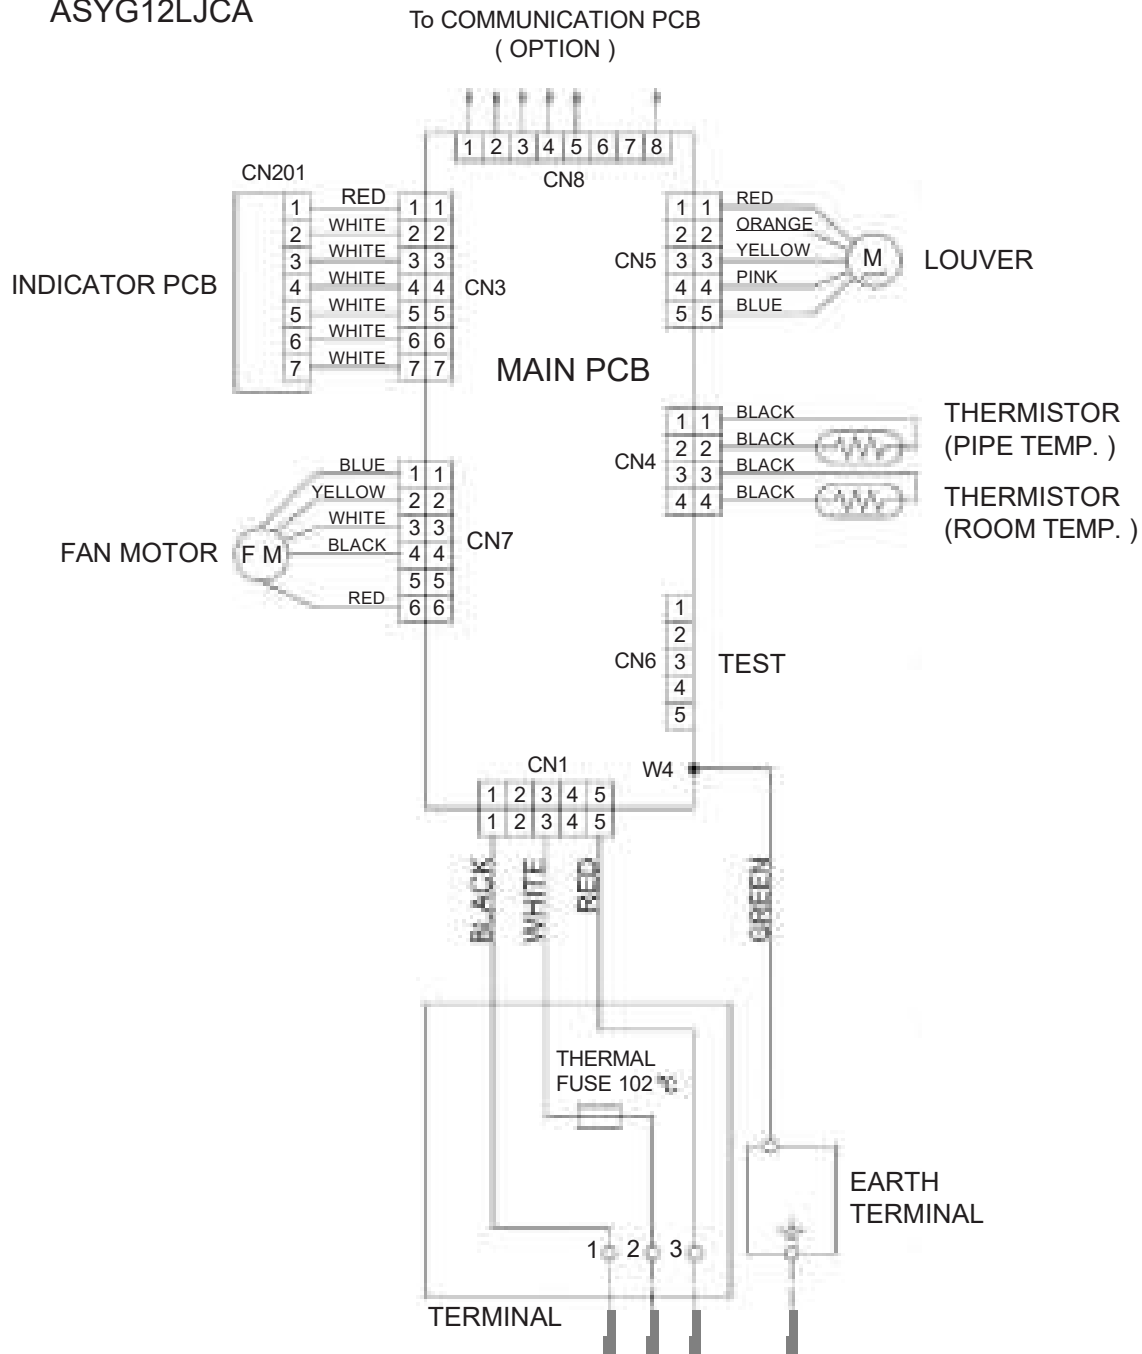 ASYG12LJCA
To COMMUNICATION PCB
( OPTION )
1 2 3 4 5 6 7 8
CN8
CN201
INDICATOR PCB
1 RED 1 1
2 WHITE 2 2
3 WHITE 3 3
4 WHITE 4 4
5 WHITE 5 5
6 WHITE 6 6
7 WHITE 7 7
CN3
CN5
1 1 RED
2 2 ORANGE
3 3 YELLOW
4 4 PINK
5 5 BLUE
M
LOUVER
MAIN PCB
CN4
1 1 BLACK
2 2 BLACK
3 3 BLACK
4 4 BLACK
THERMISTOR
(PIPE TEMP. )
THERMISTOR
(ROOM TEMP. )
FAN MOTOR
F M
BLUE 1 1
YELLOW 2 2
WHITE 3 3
BLACK 4 4
5 5
RED 6 6
CN7
CN6
1
2
3
4
5
TEST
W4
CN1
1 2 3 4 5
1 2 3 4 5
BLACK
WHITE
RED
GREEN
THERMAL
FUSE 102 ℃
1 2 3
TERMINAL
EARTH
TERMINAL